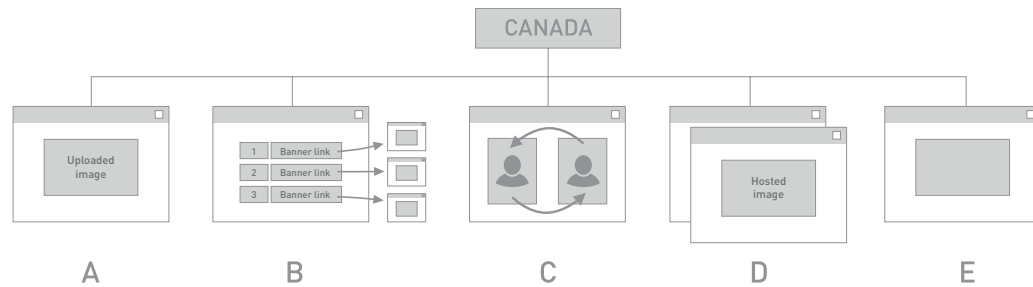 CANADA
Uploaded
image
1 Banner link
2 Banner link
3 Banner link
Hosted
image
A B C D E